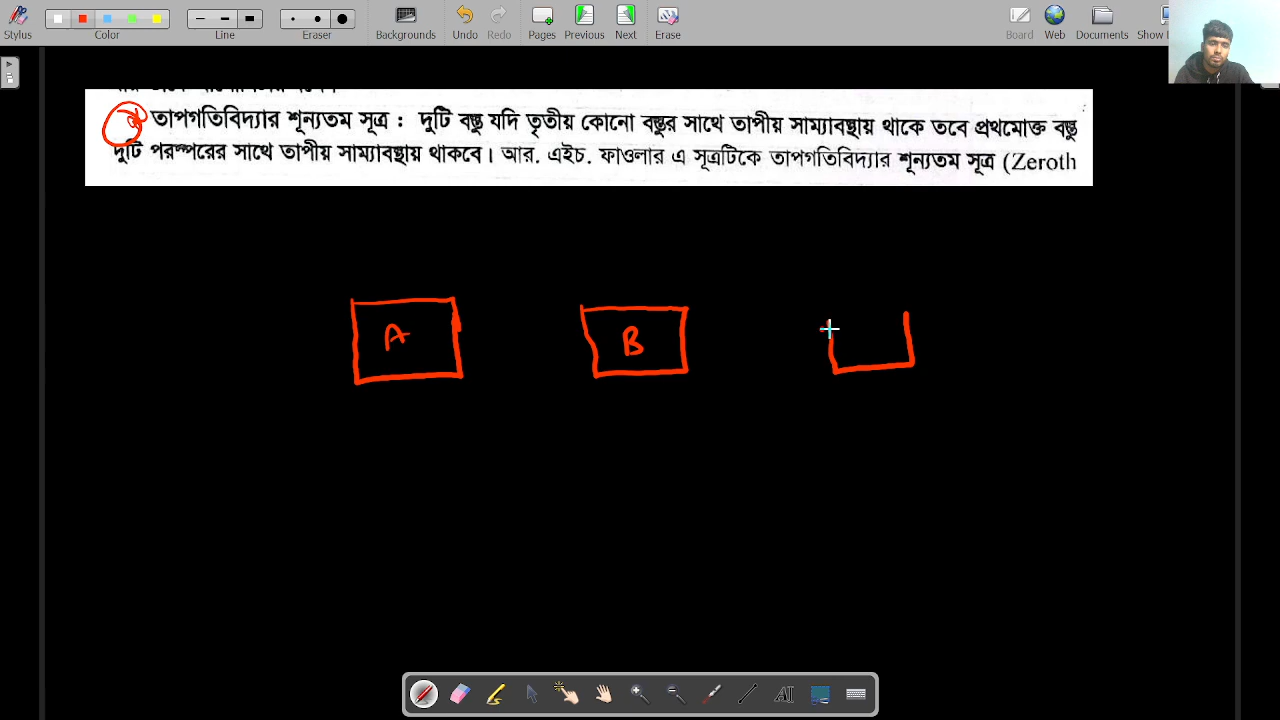 Stylus
Color
Line
Eraser
Backgrounds
Undo
Redo
Pages
Previous
Next
Erase
Board
Web
Documents
তাপগতিবিদ্যার শূন্যতম সূত্র : দুটি বস্তু যদি তৃতীয় কোনো বস্তুর সাথে তাপীয় সাম্যাবস্থায় থাকে তবে প্রথমোক্ত বস্তু
দুটি পরস্পরের সাথে তাপীয় সাম্যাবস্থায় থাকবে। আর. এইচ. ফাওলার এ সূত্রটিকে তাপগতিবিদ্যার শূন্যতম সূত্র (Zeroth
A
B